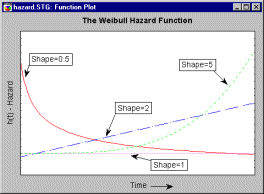 hazard.STG: Function Plot
The Weibull Hazard Function
Shape=0.5
Shape=5
Shape=2
h(t) - Hazard
Shape=1
Time